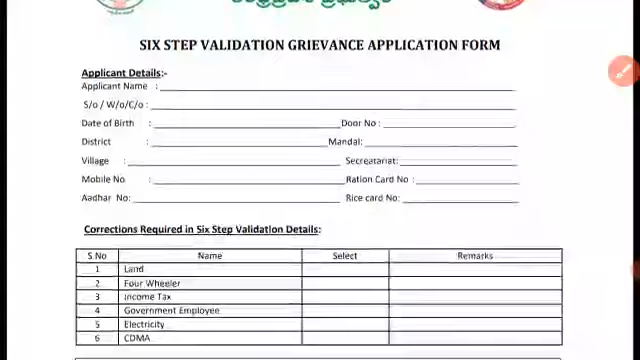 SIX STEP VALIDATION GRIEVANCE APPLICATION FORM
Applicant Details:-
Applicant Name :
S/o / W/o/C/o :
Date of Birth : Door No :
District : Mandal:
Village : Secreatariat:
Mobile No : Ration Card No :
Aadhar No: Rice card No:
Corrections Required in Six Step Validation Details:
S.No Name Select Remarks
1 Land
2 Four Wheeler
3 Income Tax
4 Government Employee
5 Electricity
6 CDMA